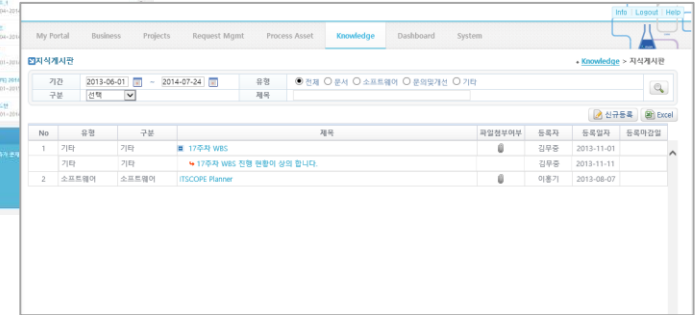 Info Logout Help
My Portal Business Projects Request Mgmt Process Asset Knowledge Dashboard System
지식게시판
Knowledge > 지식게시판
기간 2013-06-01 ~ 2014-07-24 유형 전체 문서 소프트웨어 문의및개선 기타
구분 선택 제목
신규등록 Excel
No 유형 구분 제목 파일첨부여부 등록자 등록일자 등록마감일
1 기타 기타 17주차 WBS 김우중 2013-11-01
기타 기타 17주차 WBS 진행 현황이 상의 합니다. 김우중 2013-11-11
2 소프트웨어 소프트웨어 ITSCOPE Planner 이홍기 2013-08-07